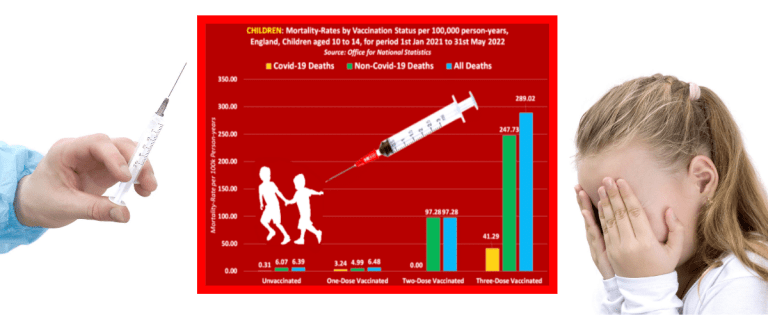 CHILDREN: Mortality-Rates by Vaccination Status per 100,000 person-years,
England, Children aged 10 to 14, for period 1st Jan 2021 to 31st May 2022
Source: Office for National Statistics
Covid-19 Deaths Non-Covid-19 Deaths All Deaths
Mortality-Rate per 100k Person-years
350.00
300.00
250.00
200.00
150.00
100.00
50.00
0.00
0.31 6.07 6.39
3.24 4.99 6.48
0.00 97.28 97.28
41.29 247.73 289.02
Unvaccinated One-Dose Vaccinated Two-Dose Vaccinated Three-Dose Vaccinated